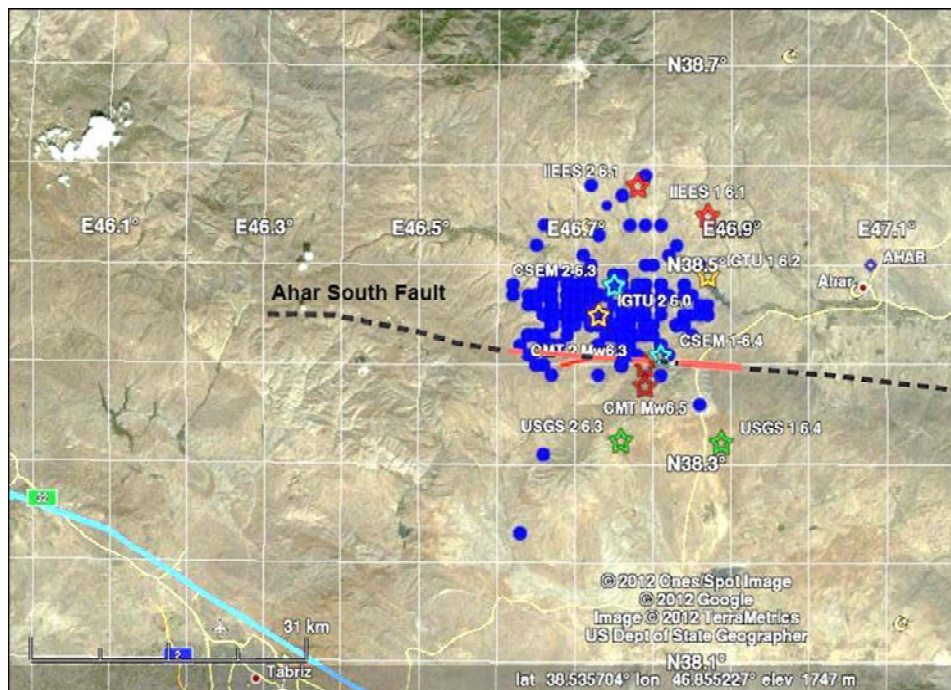 N38.7°
IIEES 2 6.1
IIEES 1 6.1
E46.1°
E46.3°
E46.5°
E46.7°
E46.9°
E47.1°
CSEM 2-6.3
N38.5°
IGTU 1 6.2
AHAR
Ahar
Ahar South Fault
IGTU 2 6.0
CMT 2 Mw6.3
CSEM 1-6.4
CMT Mw6.5
USGS 2 6.3
USGS 1 6.4
N38.3°
32
© 2012 Cnes/Spot Image
© 2012 Google
Image © 2012 TerraMetrics
US Dept of State Geographer
31 km
2
Tabriz
N38.1°
lat 38.535704° lon 46.855227° elev 1747 m